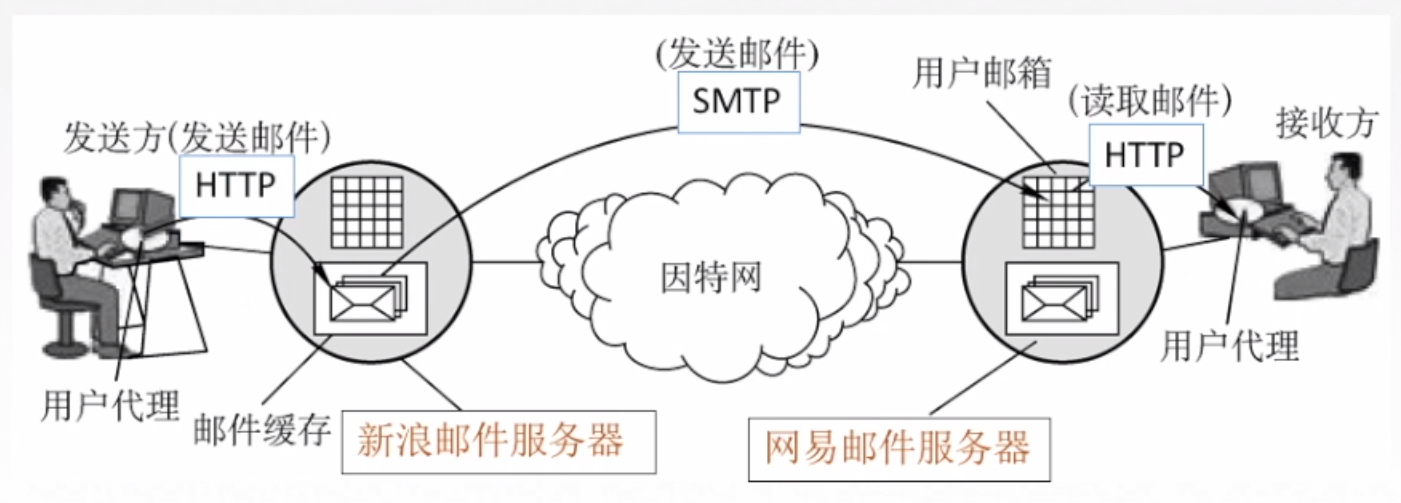 (发送邮件)
SMTP
用户邮箱
(读取邮件)
HTTP
接收方
发送方(发送邮件)
HTTP
因特网
用户代理
用户代理
邮件缓存
新浪邮件服务器
网易邮件服务器